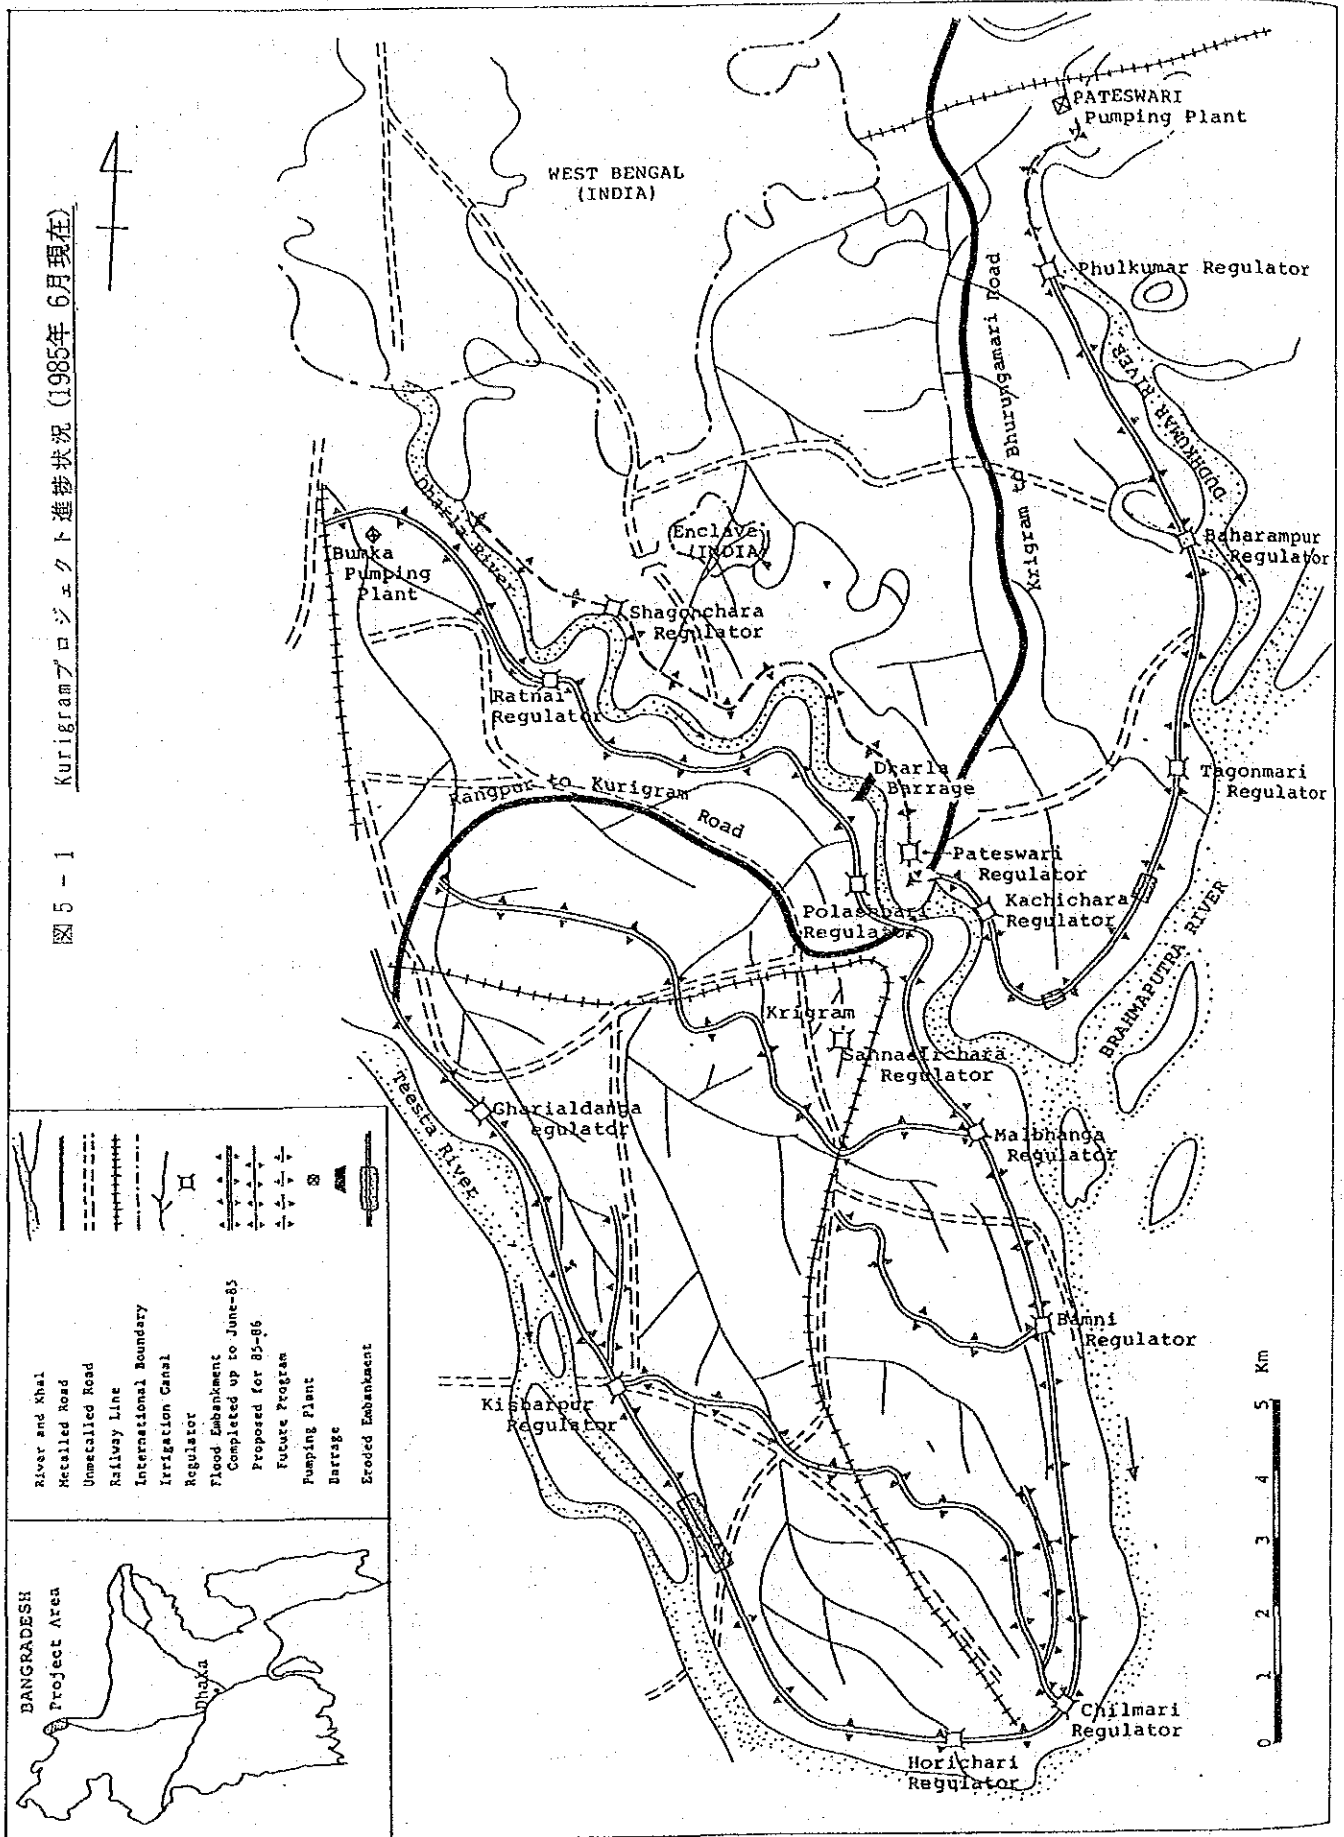 図5-1 Kurigramプロジェクト進捗状況 (1985年 6月現在)
WEST BENGAL
(INDIA)
PATESWARI
Pumping Plant
Phulkumar Regulator
Krigram to Bhurungamari Road
DUDHKUMAR RIVER
Dharla River
Enclave
(INDIA)
Bumka
Pumping
Plant
Baharampur
Regulator
Shagonchara
Regulator
Ratnai
Regulator
Rangpur to Kurigram
Road
Drarla
Barrage
Tagonmari
Regulator
Pateswari
Regulator
Polashbari
Regulator
Kachichara
Regulator
BRAHMAPUTRA RIVER
Krigram
Sannasirchara
Regulator
Teesta River
Gharialdanga
egulator
Malbhanga
Regulator
Bamni
Regulator
Kisharpur
Regulator
Chilmari
Regulator
Horichari
Regulator
River and Khal
Metalled Road
Unmetalled Road
Railway Line
International Boundary
Irrigation Canal
Regulator
Flood Embankment
Completed up to June-85
Proposed for 85-86
Future Program
Pumping Plant
Barrage
Eroded Embankment
BANGRADESH
Project Area
Dhaka
0 1 2 3 4 5 Km